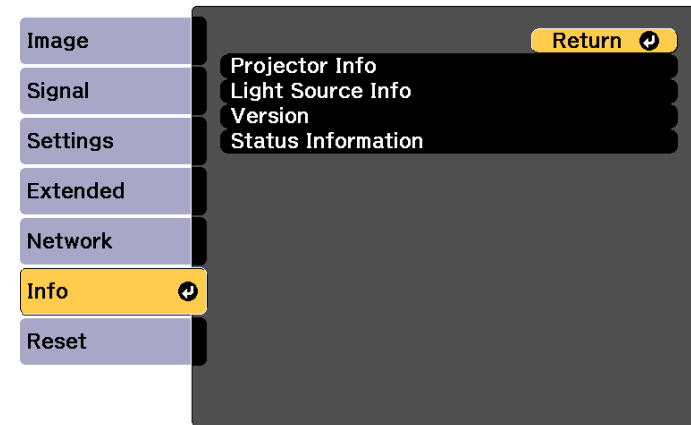 Image
Signal
Settings
Extended
Network
Info
Reset
Return
Projector Info
Light Source Info
Version
Status Information